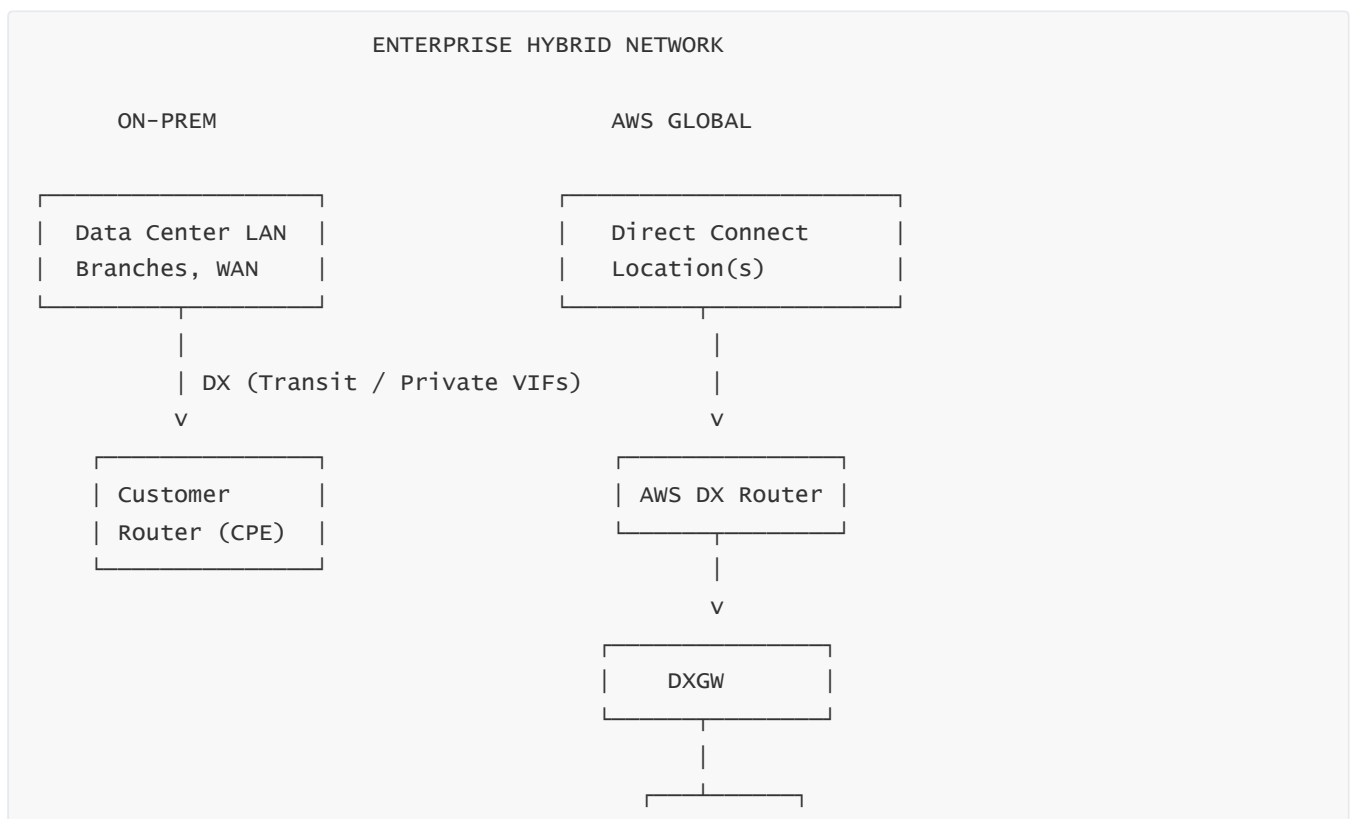 ENTERPRISE HYBRID NETWORK
ON-PREM AWS GLOBAL
Data Center LAN Direct Connect
Branches, WAN Location(s)
DX (Transit / Private VIFs)
v v
Customer AWS DX Router
Router (CPE)
v
DXGW